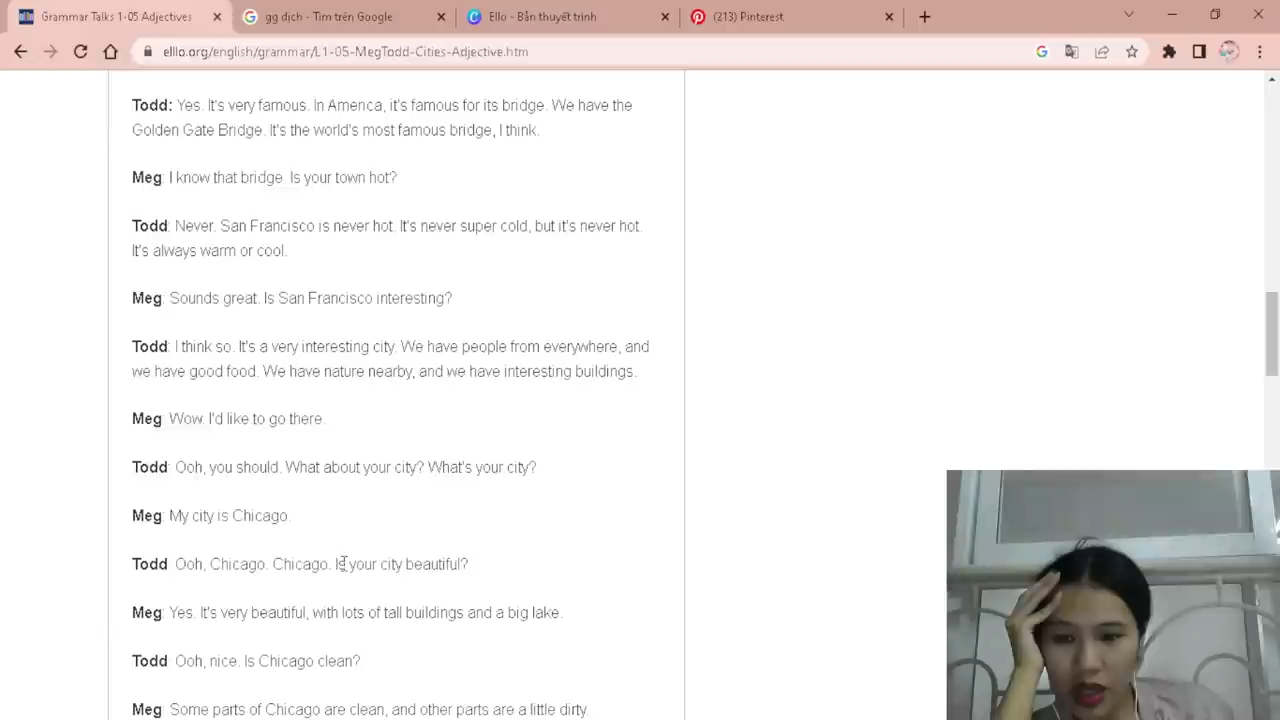 Grammar Talks 1-05 Adjectives
gg dịch - Tìm trên Google
Ello - Bản thuyết trình
(213) Pinterest
elllo.org/english/grammar/L1-05-MegTodd-Cities-Adjective.htm
Todd: Yes. It's very famous. In America, it's famous for its bridge. We have the
Golden Gate Bridge. It's the world's most famous bridge, I think.
Meg: I know that bridge. Is your town hot?
Todd: Never. San Francisco is never hot. It's never super cold, but it's never hot.
It's always warm or cool.
Meg: Sounds great. Is San Francisco interesting?
Todd: I think so. It's a very interesting city. We have people from everywhere, and
we have good food. We have nature nearby, and we have interesting buildings.
Meg: Wow. I'd like to go there.
Todd: Ooh, you should. What about your city? What's your city?
Meg: My city is Chicago.
Todd: Ooh, Chicago. Chicago. Is your city beautiful?
Meg: Yes. It's very beautiful, with lots of tall buildings and a big lake.
Todd: Ooh, nice. Is Chicago clean?
Meg: Some parts of Chicago are clean, and other parts are a little dirty.